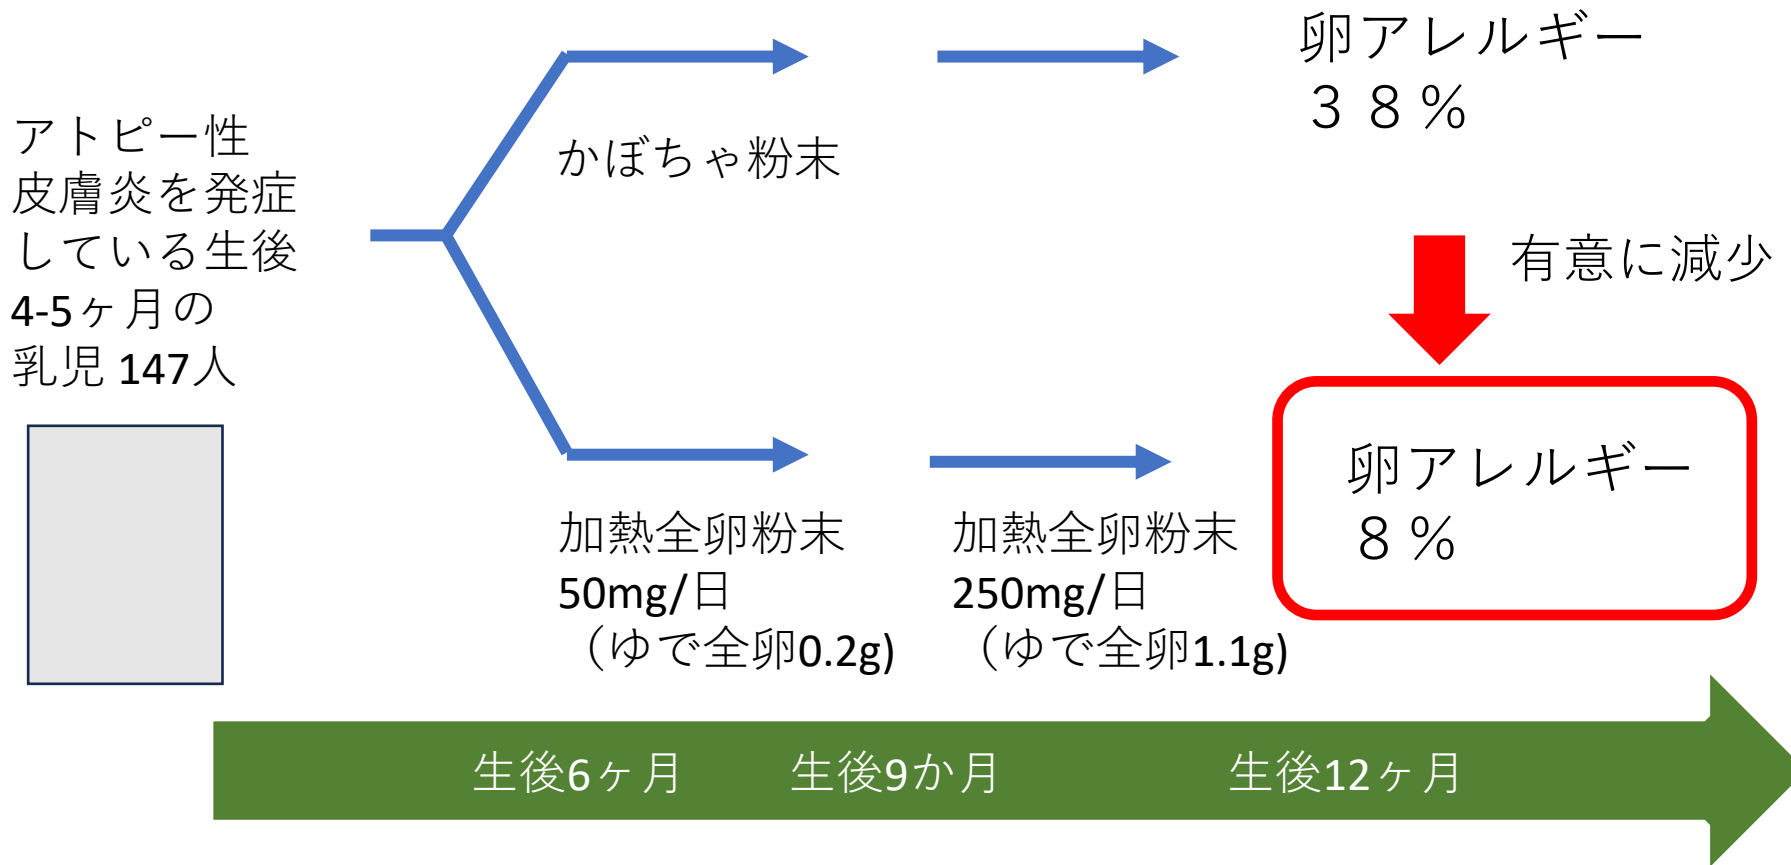 アトピー性
皮膚炎を発症
している生後
4-5ヶ月の
乳児 147人
かぼちゃ粉末
卵アレルギー
３８％
有意に減少
加熱全卵粉末
50mg/日
（ゆで全卵0.2g)
加熱全卵粉末
250mg/日
（ゆで全卵1.1g)
卵アレルギー
８％
生後6ヶ月
生後9か月
生後12ヶ月